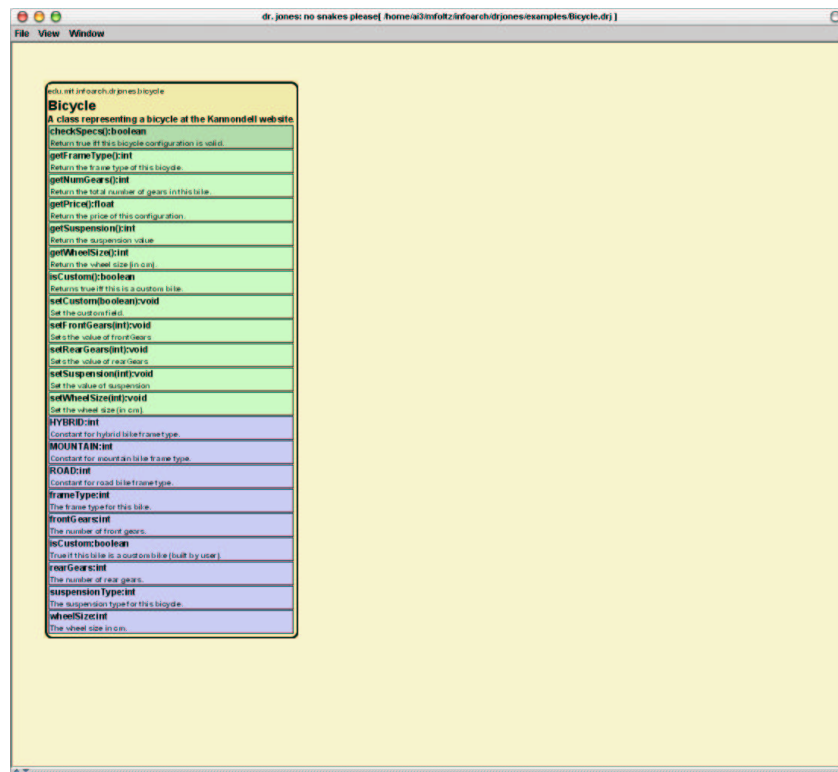 dr. jones: no snakes please[ /home/ai3/mfoltz/infoarch/drjones/examples/Bicycle.drj ]
File View Window
edu.mit.infoarch.drjones.bicycle
Bicycle
A class representing a bicycle at the Kannondell website.
checkSpecs():boolean
Return true iff this bicycle configuration is valid.
getFrameType():int
Return the frame type of this bicycle.
getNumGears():int
Return the total number of gears in this bike.
getPrice():float
Return the price of this configuration.
getSuspension():int
Return the suspension value
getWheelSize():int
Return the wheel size (in cm).
isCustom():boolean
Returns true iff this is a custom bike.
setCustom(boolean):void
Set the custom field.
setFrontGears(int):void
Sets the value of frontGears
setRearGears(int):void
Sets the value of rearGears
setSuspension(int):void
Set the value of suspension
setWheelSize(int):void
Set the wheel size (in cm).
HYBRID:int
Constant for hybrid bike frame type.
MOUNTAIN:int
Constant for mountain bike frame type.
ROAD:int
Constant for road bike frame type.
frameType:int
The frame type for this bike.
frontGears:int
The number of front gears.
isCustom:boolean
True if this bike is a custom bike (built by user).
rearGears:int
The number of rear gears.
suspensionType:int
The suspension type for this bicycle.
wheelSize:int
The wheel size in cm.